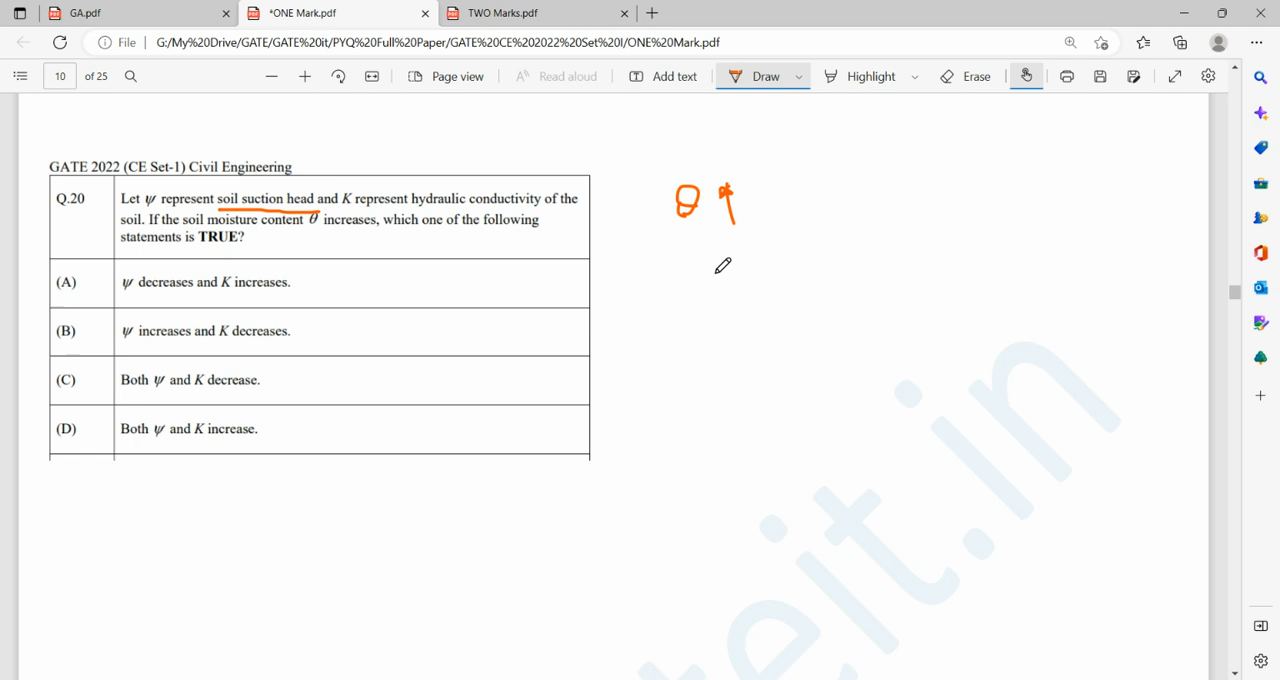 GA.pdf
*ONE Mark.pdf
TWO Marks.pdf
File G:/My%20Drive/GATE/GATE%20it/PYQ%20Full%20Paper/GATE%20CE%202022%20Set%20I/ONE%20Mark.pdf
10 of 25
Page view
Read aloud
Add text
Draw
Highlight
Erase
GATE 2022 (CE Set-1) Civil Engineering
Q.20 Let ψ represent soil suction head and K represent hydraulic conductivity of the
soil. If the soil moisture content θ increases, which one of the following
statements is TRUE?
(A) ψ decreases and K increases.
(B) ψ increases and K decreases.
(C) Both ψ and K decrease.
(D) Both ψ and K increase.
θ ↑
teit.in